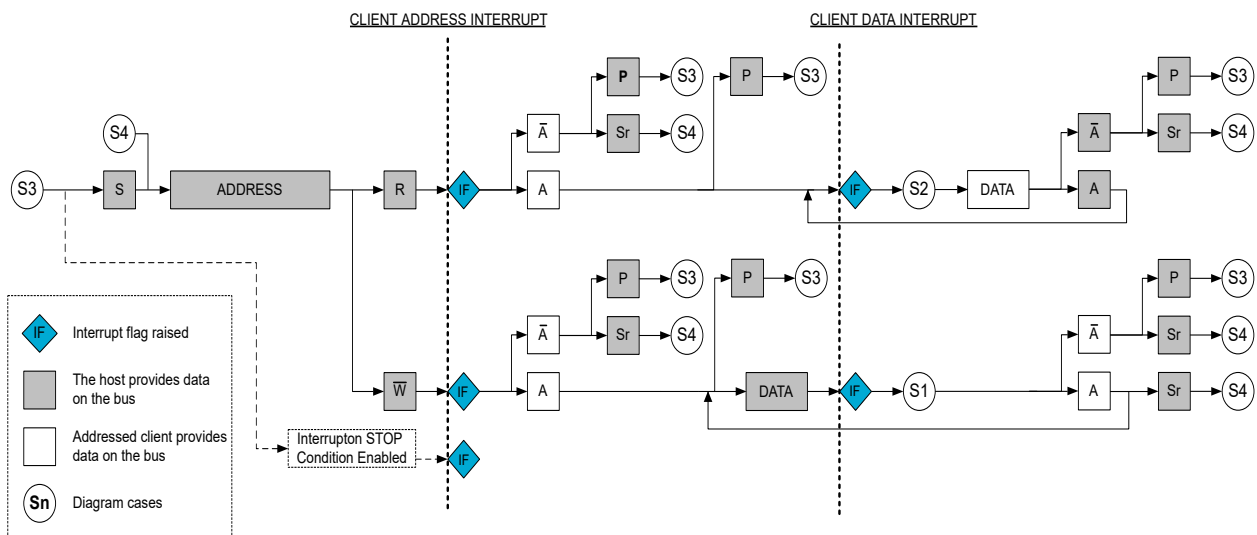 CLIENT ADDRESS INTERRUPT
CLIENT DATA INTERRUPT
P
S3
P
S3
P
S3
S4
A̅
Sr
S4
A̅
Sr
S4
S3
S
ADDRESS
R
IF
A
IF
S2
DATA
A
P
S3
P
S3
P
S3
A̅
Sr
S4
A̅
Sr
S4
W̅
IF
A
DATA
IF
S1
A
Sr
S4
Interrupton STOP
Condition Enabled
IF
IF
Interrupt flag raised
The host provides data
on the bus
Addressed client provides
data on the bus
Sn
Diagram cases